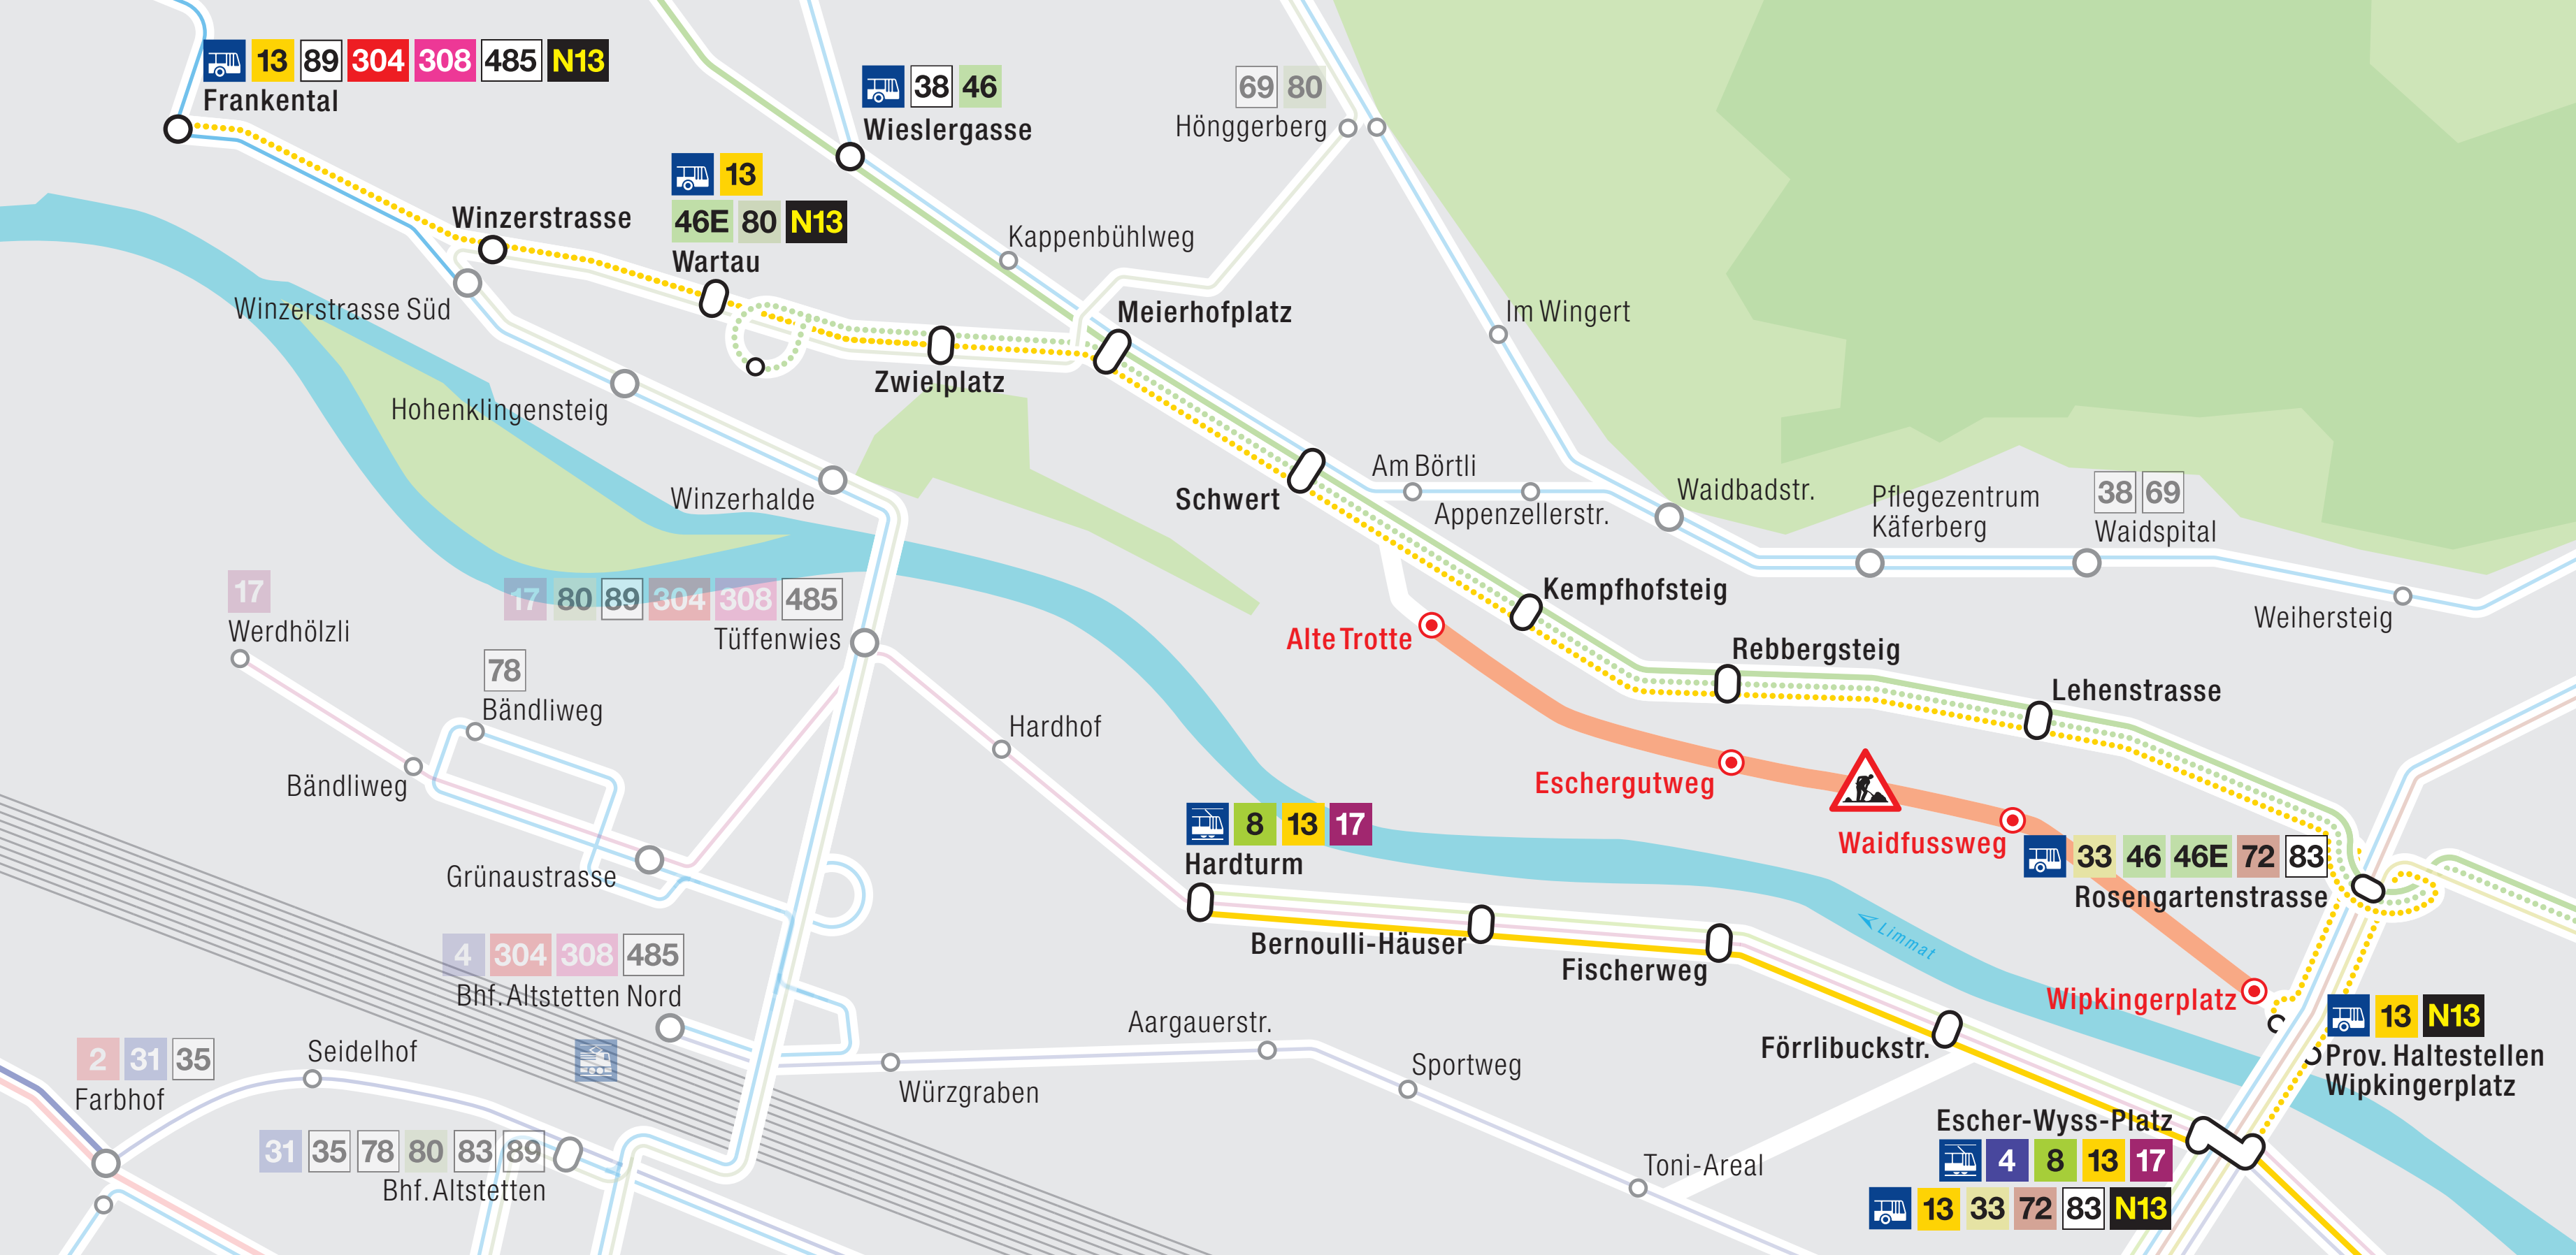 13 89 304 308 485 N13
Frankental
38 46
Wieslergasse
69 80
Hönggerberg
13
46E 80 N13
Wartau
Winzerstrasse
Kappenbühlweg
Winzerstrasse Süd
Meierhofplatz
Im Wingert
Zwielplatz
Hohenklingensteig
Schwert
Am Börtli
Appenzellerstr.
Waidbadstr.
Pflegezentrum
Käferberg
38 69
Waidspital
Winzerhalde
Kempfhofsteig
Weihersteig
17
Werdhölzli
17 80 89 304 308 485
Tüffenwies
Alte Trotte
Rebbergsteig
Lehenstrasse
78
Bändliweg
Hardhof
Bändliweg
Eschergutweg
8 13 17
Hardturm
Waidfussweg
33 46 46E 72 83
Rosengartenstrasse
Grünaustrasse
Bernoulli-Häuser
Fischerweg
Limmat
4 304 308 485
Bhf. Altstetten Nord
Wipkingerplatz
13 N13
Prov. Haltestellen
Wipkingerplatz
Aargauerstr.
Förrlibuckstr.
2 31 35
Farbhof
Seidelhof
Würzgraben
Sportweg
Escher-Wyss-Platz
4 8 13 17
13 33 72 83 N13
31 35 78 80 83 89
Bhf. Altstetten
Toni-Areal